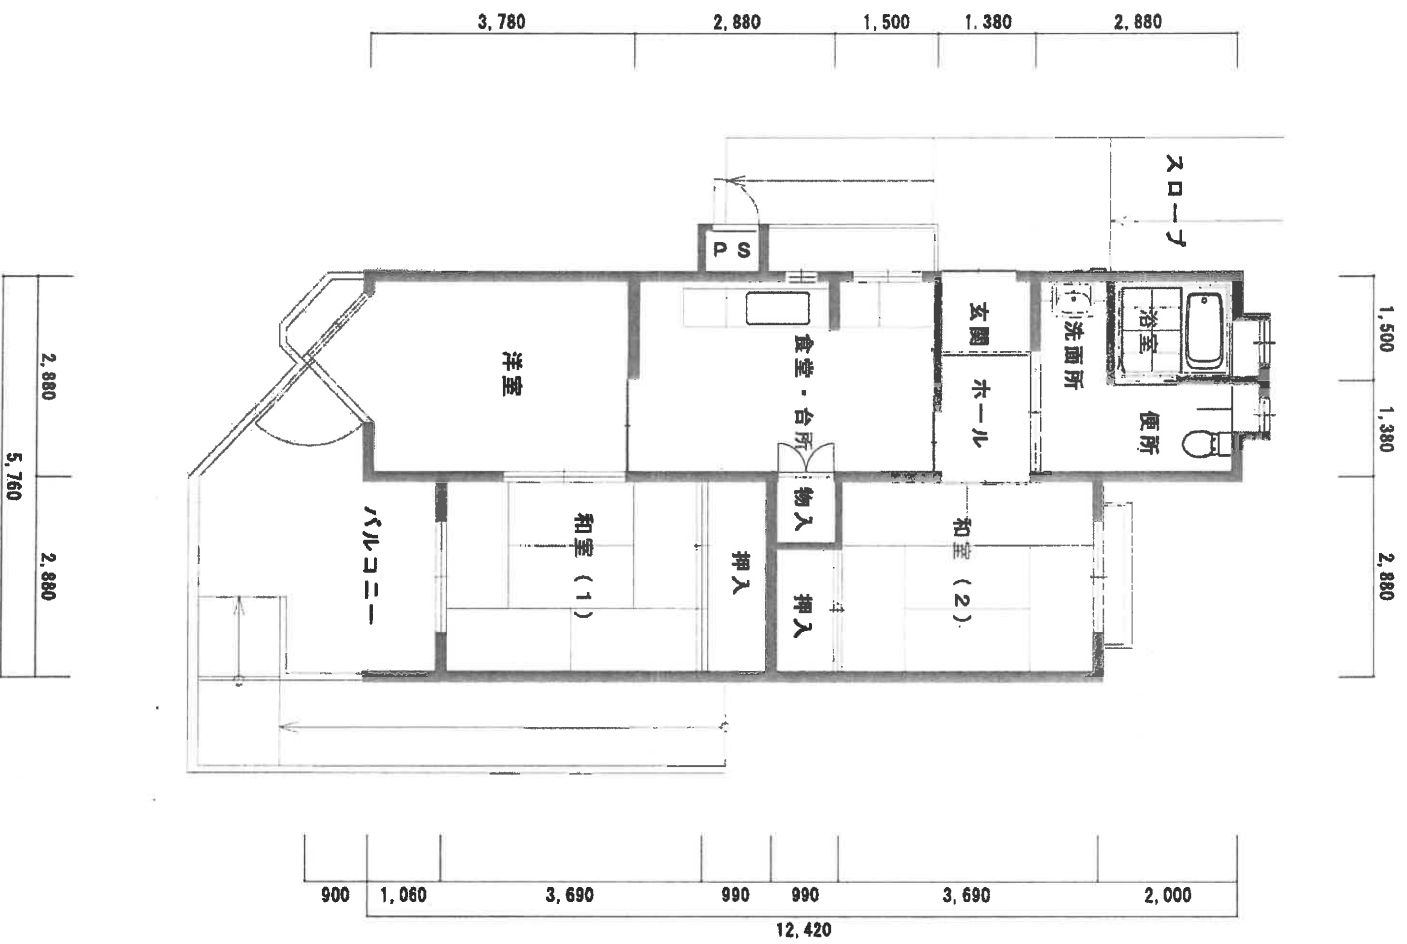 3,780
2,880
1,500
1.380
2,880
スロープ
PS
洋室
食堂・台所
玄関
ホール
洗面所
浴室
便所
バルコニー
和室(1)
押入
物入
押入
和室(2)
5,760
2,880
2,880
1,500
1,380
2,880
900
1,060
3,690
990
990
3,690
2,000
12,420